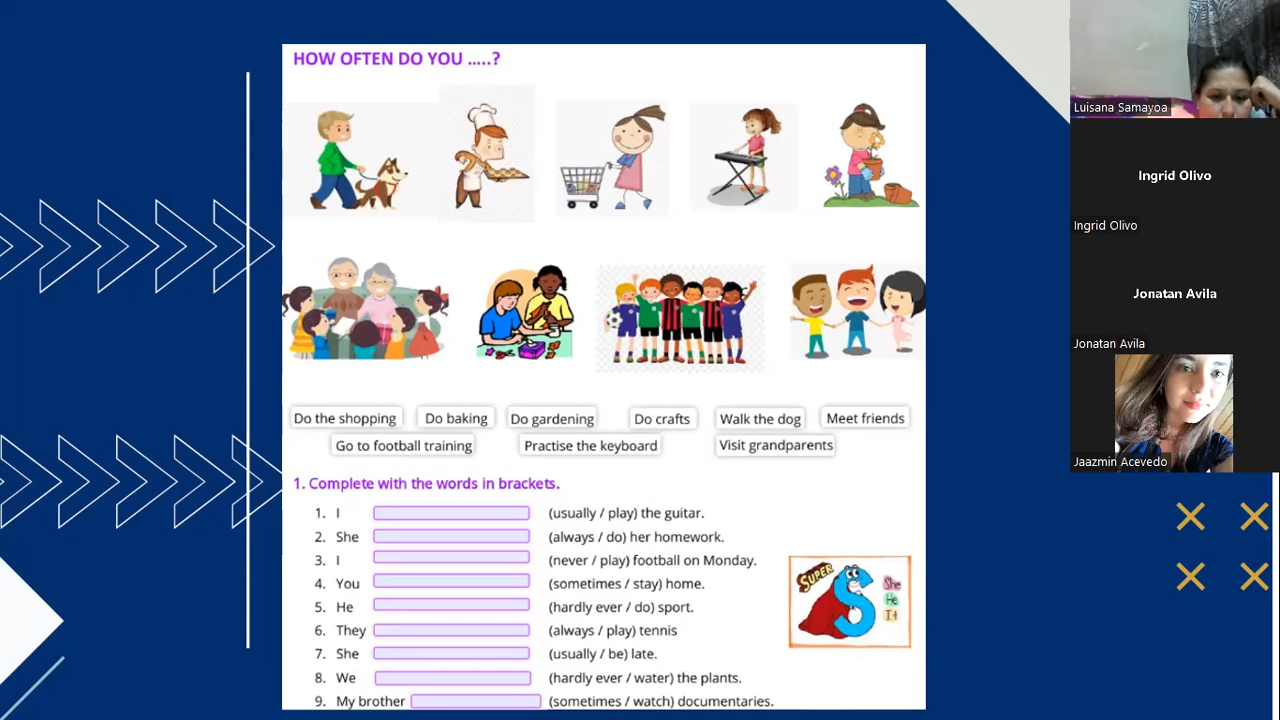 HOW OFTEN DO YOU .....?
Do the shopping Do baking Do gardening Do crafts Walk the dog Meet friends
Go to football training Practise the keyboard Visit grandparents
1. Complete with the words in brackets.
1. I (usually / play) the guitar.
2. She (always / do) her homework.
3. I (never / play) football on Monday.
4. You (sometimes / stay) home.
5. He (hardly ever / do) sport.
6. They (always / play) tennis
7. She (usually / be) late.
8. We (hardly ever / water) the plants.
9. My brother (sometimes / watch) documentaries.
SUPER
S
She
He
It
Luisana Samayoa
Ingrid Olivo
Ingrid Olivo
Jonatan Avila
Jonatan Avila
Jaazmin Acevedo